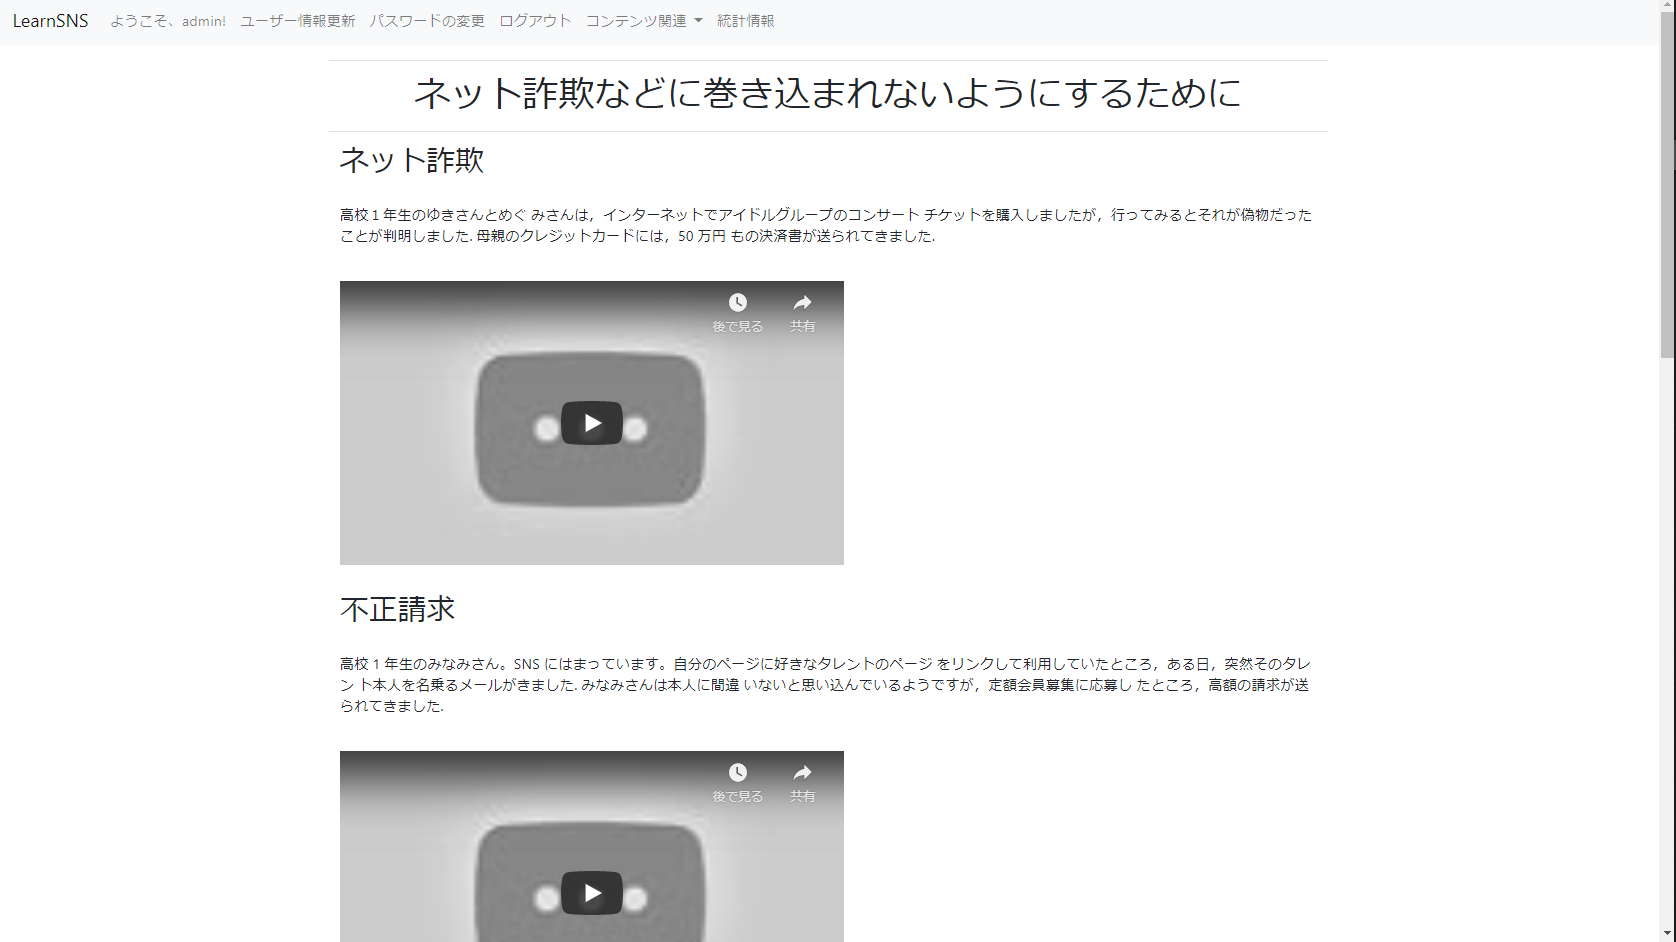 LearnSNS ようこそ、admin! ユーザー情報更新 パスワードの変更 ログアウト コンテンツ関連 統計情報
ネット詐欺などに巻き込まれないようにするために
ネット詐欺
高校 1 年生のゆきさんとめぐ みさんは，インターネットでアイドルグループのコンサート チケットを購入しましたが，行ってみるとそれが偽物だった
ことが判明しました. 母親のクレジットカードには，50 万円 もの決済書が送られてきました.
後で見る 共有
不正請求
高校 1 年生のみなみさん。SNS にはまっています。自分のページに好きなタレントのページ をリンクして利用していたところ，ある日，突然そのタレ
ン ト本人を名乗るメールがきました. みなみさんは本人に間違 いないと思い込んでいるようですが，定額会員募集に応募し たところ，高額の請求が送
られてきました.
後で見る 共有